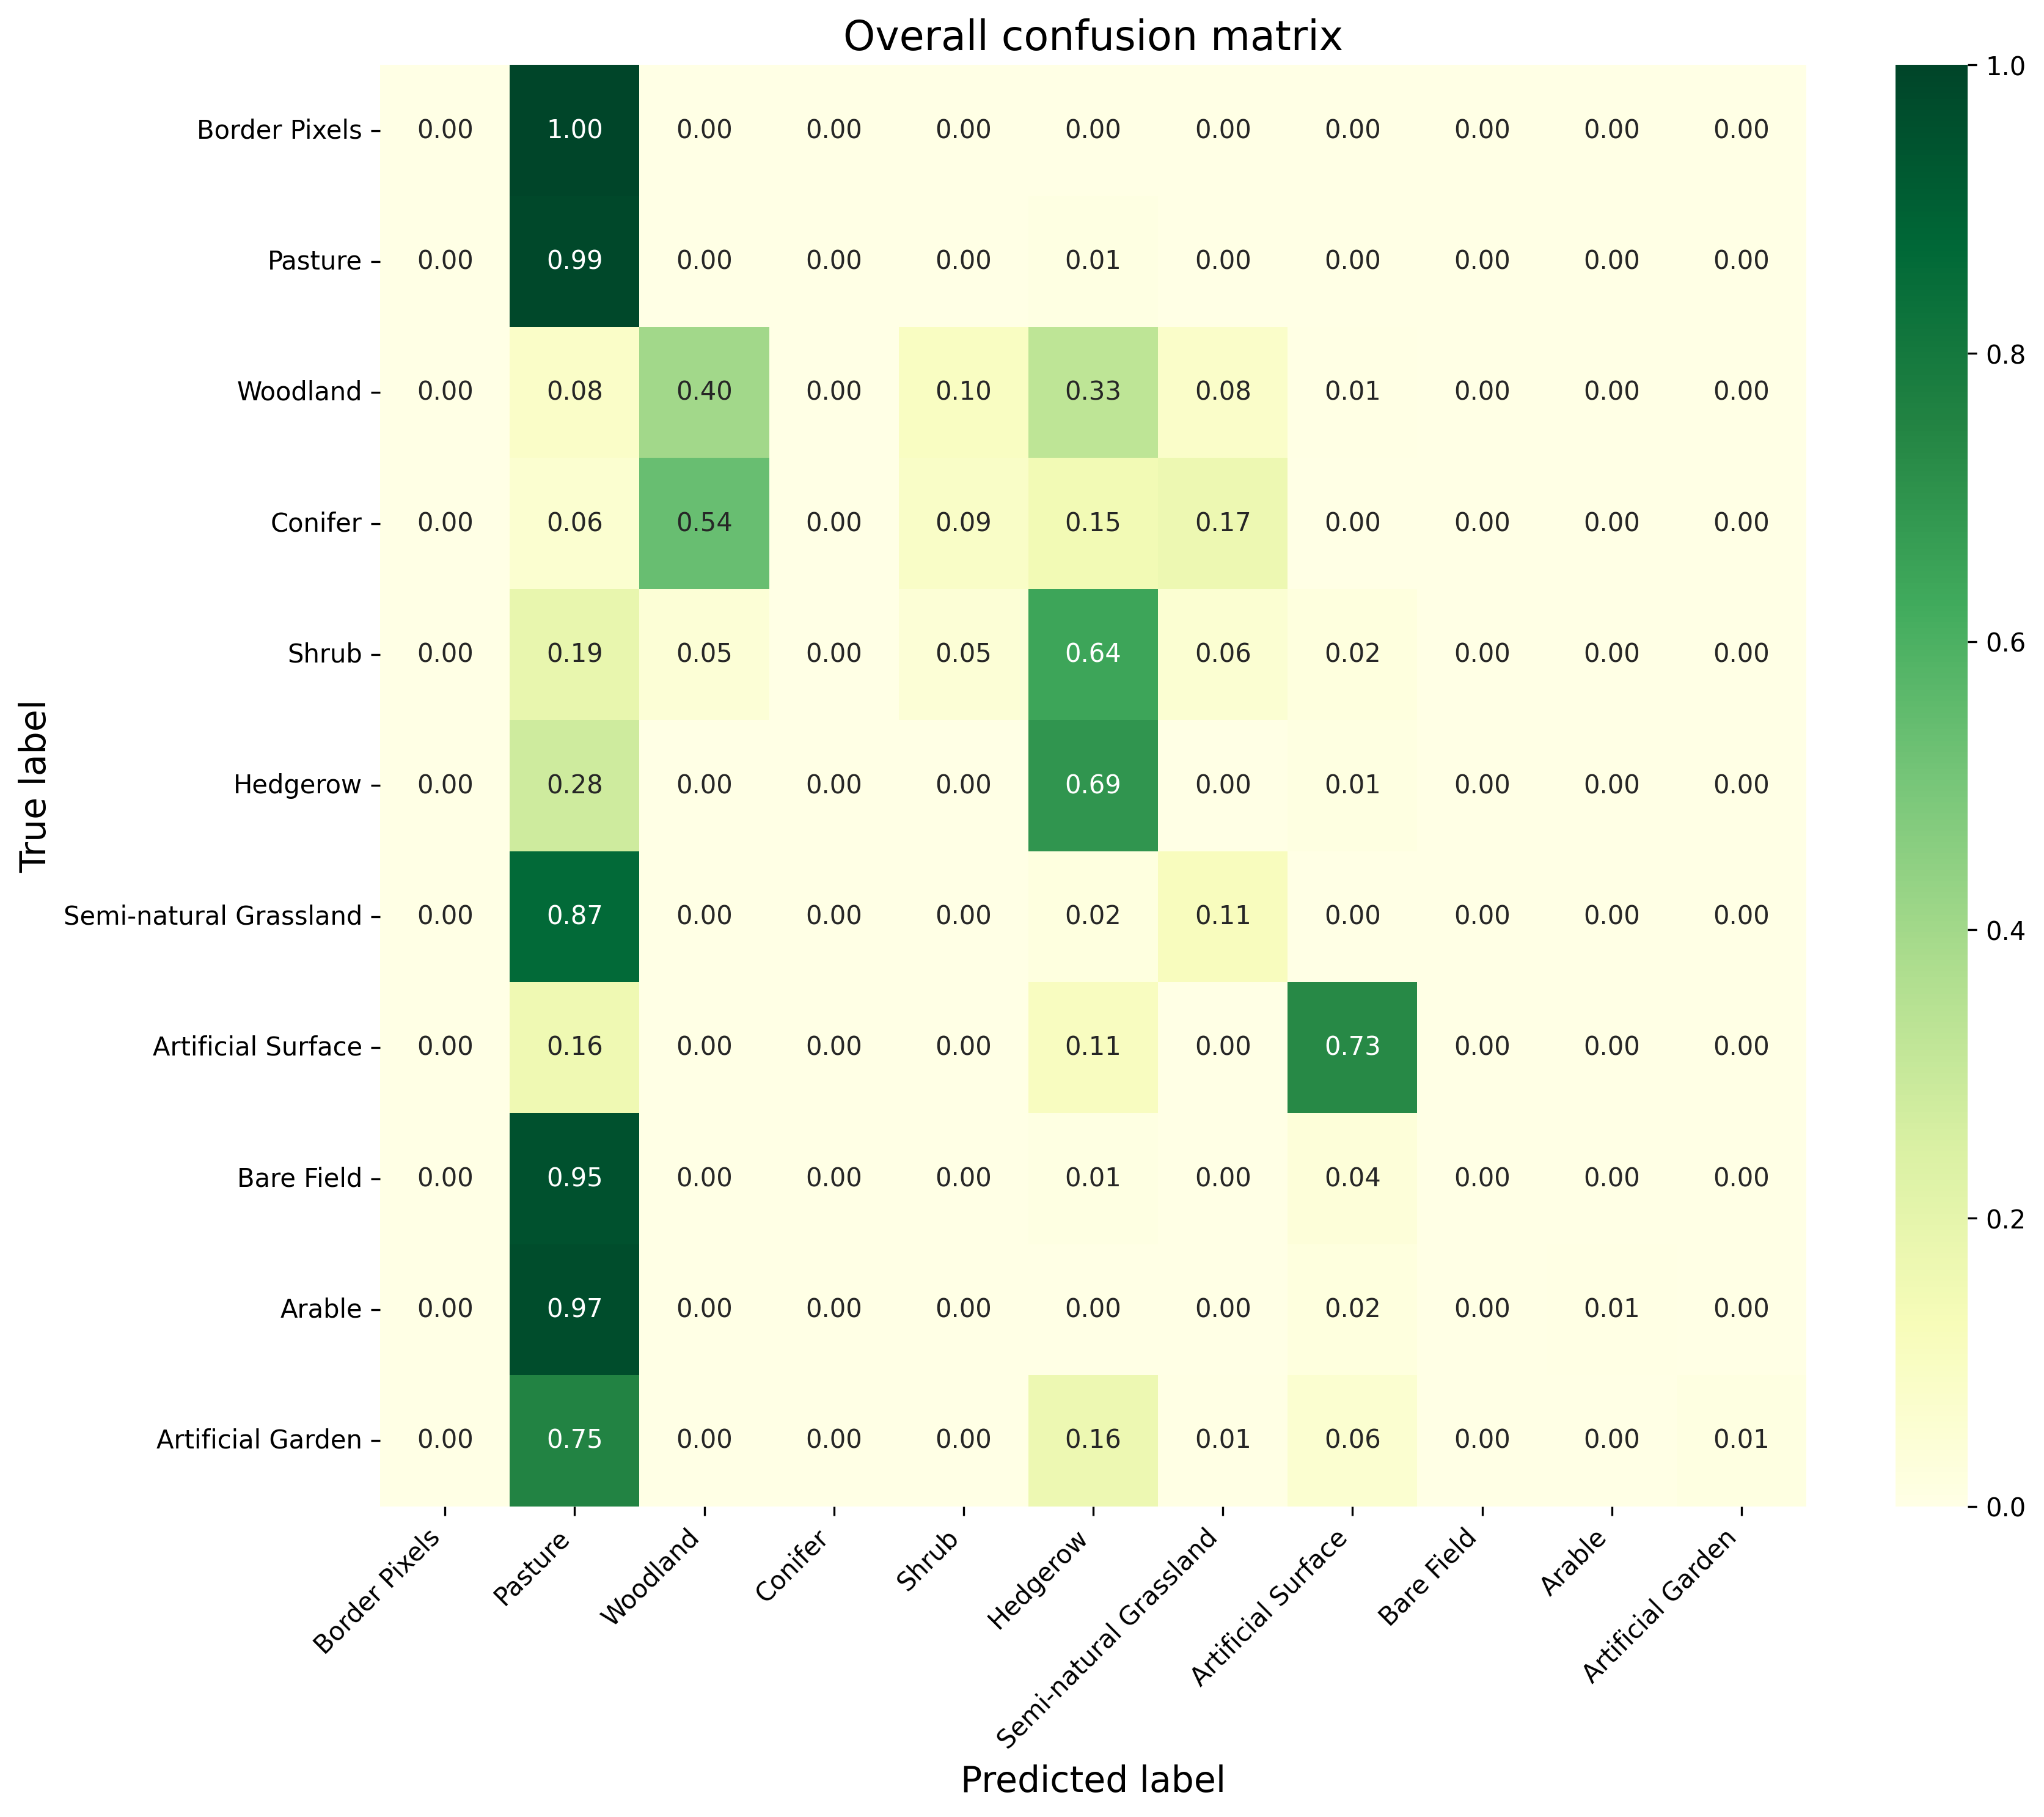 Overall confusion matrix
Border Pixels 0.00 1.00 0.00 0.00 0.00 0.00 0.00 0.00 0.00 0.00 0.00
Pasture 0.00 0.99 0.00 0.00 0.00 0.01 0.00 0.00 0.00 0.00 0.00
Woodland 0.00 0.08 0.40 0.00 0.10 0.33 0.08 0.01 0.00 0.00 0.00
Conifer 0.00 0.06 0.54 0.00 0.09 0.15 0.17 0.00 0.00 0.00 0.00
Shrub 0.00 0.19 0.05 0.00 0.05 0.64 0.06 0.02 0.00 0.00 0.00
Hedgerow 0.00 0.28 0.00 0.00 0.00 0.69 0.00 0.01 0.00 0.00 0.00
Semi-natural Grassland 0.00 0.87 0.00 0.00 0.00 0.02 0.11 0.00 0.00 0.00 0.00
Artificial Surface 0.00 0.16 0.00 0.00 0.00 0.11 0.00 0.73 0.00 0.00 0.00
Bare Field 0.00 0.95 0.00 0.00 0.00 0.01 0.00 0.04 0.00 0.00 0.00
Arable 0.00 0.97 0.00 0.00 0.00 0.00 0.00 0.02 0.00 0.01 0.00
Artificial Garden 0.00 0.75 0.00 0.00 0.00 0.16 0.01 0.06 0.00 0.00 0.01
True label
Border Pixels
Pasture
Woodland
Conifer
Shrub
Hedgerow
Semi-natural Grassland
Artificial Surface
Bare Field
Arable
Artificial Garden
Predicted label
1.0
0.8
0.6
0.4
0.2
0.0